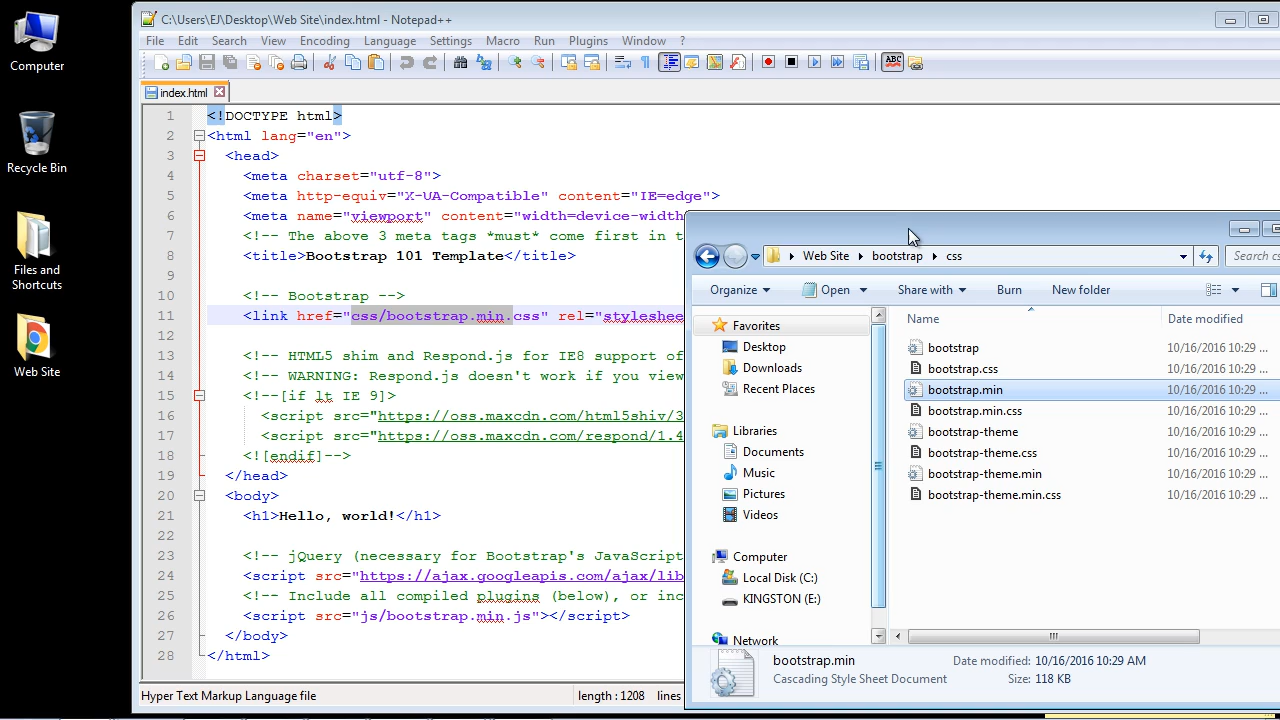 Computer
Recycle Bin
Files and
Shortcuts
Web Site
C:\Users\EJ\Desktop\Web Site\index.html - Notepad++
File Edit Search View Encoding Language Settings Macro Run Plugins Window ?
ABC
index.html
1 <!DOCTYPE html>
2 <html lang="en">
3 <head>
4 <meta charset="utf-8">
5 <meta http-equiv="X-UA-Compatible" content="IE=edge">
6 <meta name="viewport" content="width=device-width
7 <!-- The above 3 meta tags *must* come first in t
8 <title>Bootstrap 101 Template</title>
9
10 <!-- Bootstrap -->
11 <link href="css/bootstrap.min.css" rel="styleshee
12
13 <!-- HTML5 shim and Respond.js for IE8 support of
14 <!-- WARNING: Respond.js doesn't work if you view
15 <!--[if lt IE 9]>
16 <script src="https://oss.maxcdn.com/html5shiv/3
17 <script src="https://oss.maxcdn.com/respond/1.4
18 <![endif]-->
19 </head>
20 <body>
21 <h1>Hello, world!</h1>
22
23 <!-- jQuery (necessary for Bootstrap's JavaScript
24 <script src="https://ajax.googleapis.com/ajax/lib
25 <!-- Include all compiled plugins (below), or inc
26 <script src="js/bootstrap.min.js"></script>
27 </body>
28 </html>
Hyper Text Markup Language file length : 1208 lines
Web Site bootstrap css Search cs
Organize Open Share with Burn New folder
Favorites
Desktop
Downloads
Recent Places
Libraries
Documents
Music
Pictures
Videos
Computer
Local Disk (C:)
KINGSTON (E:)
Network
Name Date modified
bootstrap 10/16/2016 10:29 ...
bootstrap.css 10/16/2016 10:29 ...
bootstrap.min 10/16/2016 10:29 ...
bootstrap.min.css 10/16/2016 10:29 ...
bootstrap-theme 10/16/2016 10:29 ...
bootstrap-theme.css 10/16/2016 10:29 ...
bootstrap-theme.min 10/16/2016 10:29 ...
bootstrap-theme.min.css 10/16/2016 10:29 ...
bootstrap.min Date modified: 10/16/2016 10:29 AM
Cascading Style Sheet Document Size: 118 KB